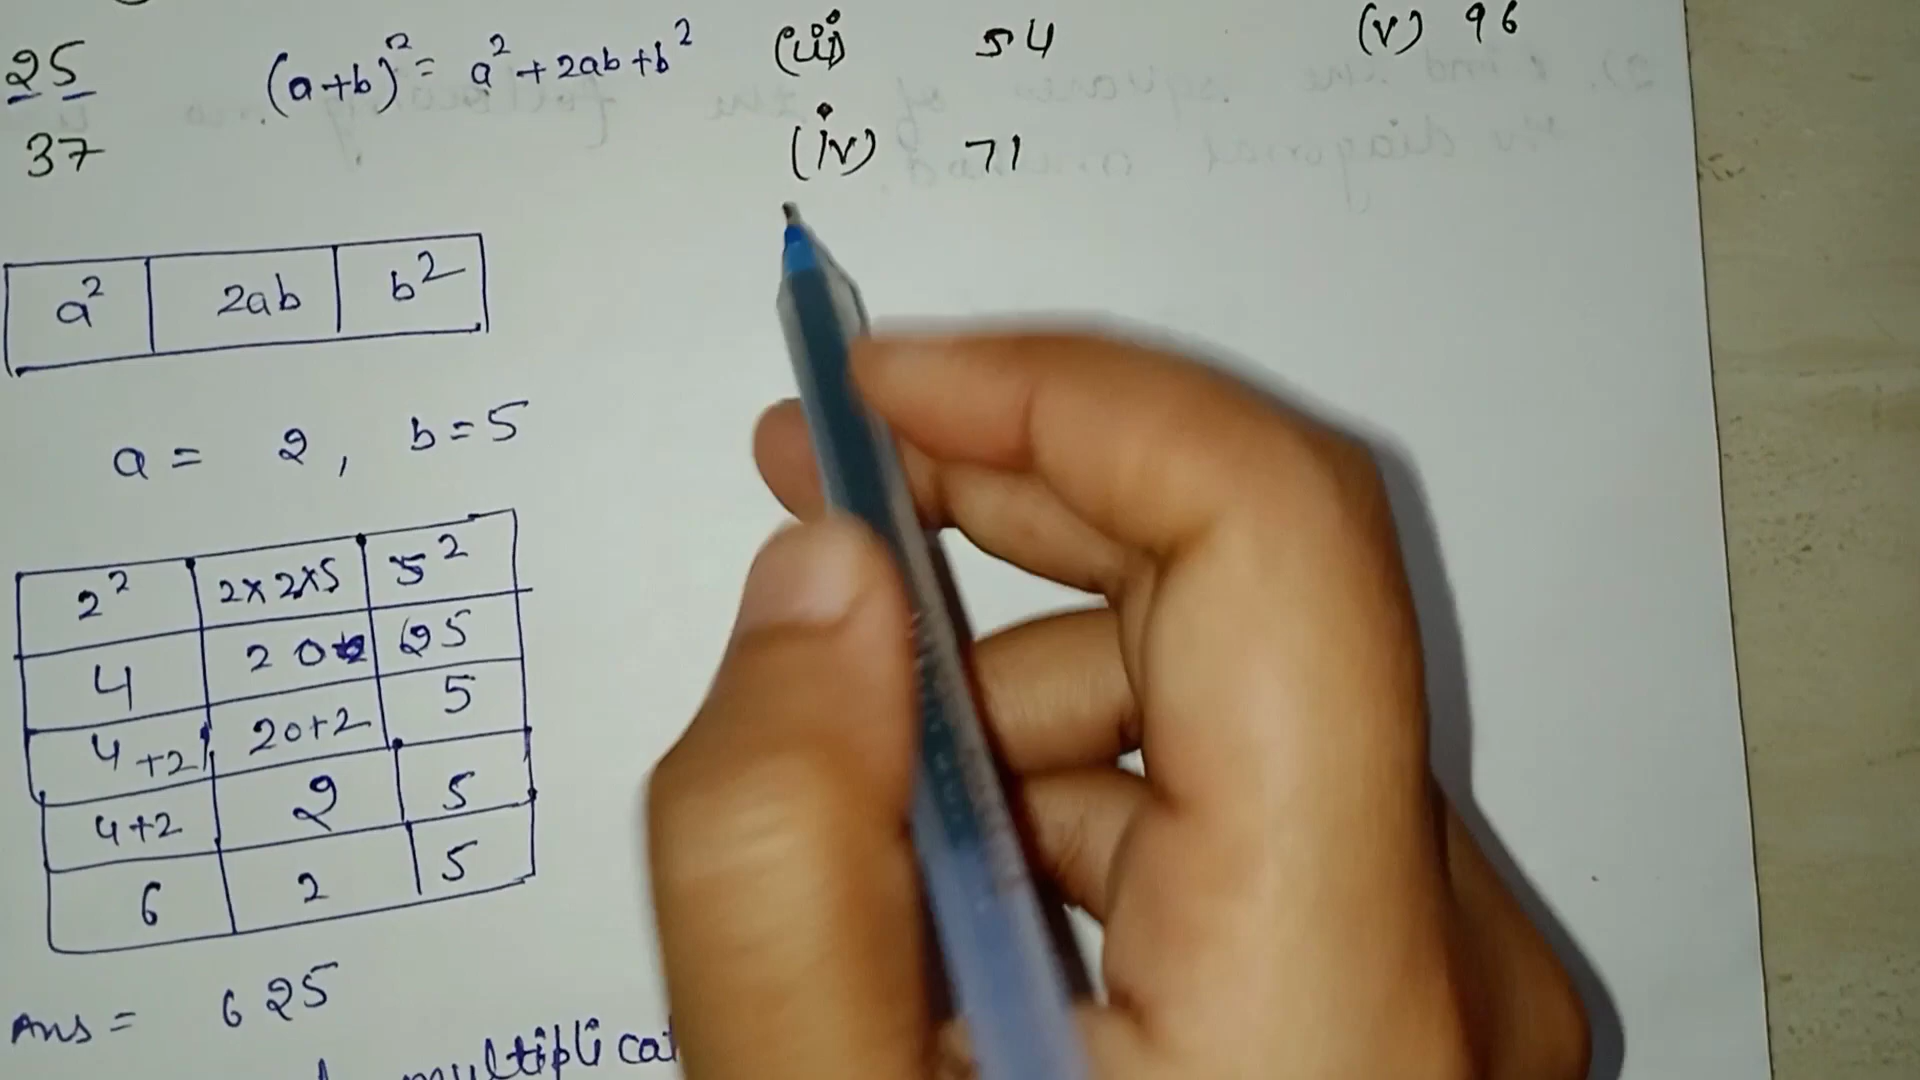 25 (a+b)² = a² + 2ab + b² (iii) 54 (v) 96
37 (iv) 71
a² 2ab b²
a = 2, b = 5
2² 2×2×5 5²
4 20 25
4+2 20+2 5
4+2 2 5
6 2 5
Ans = 625